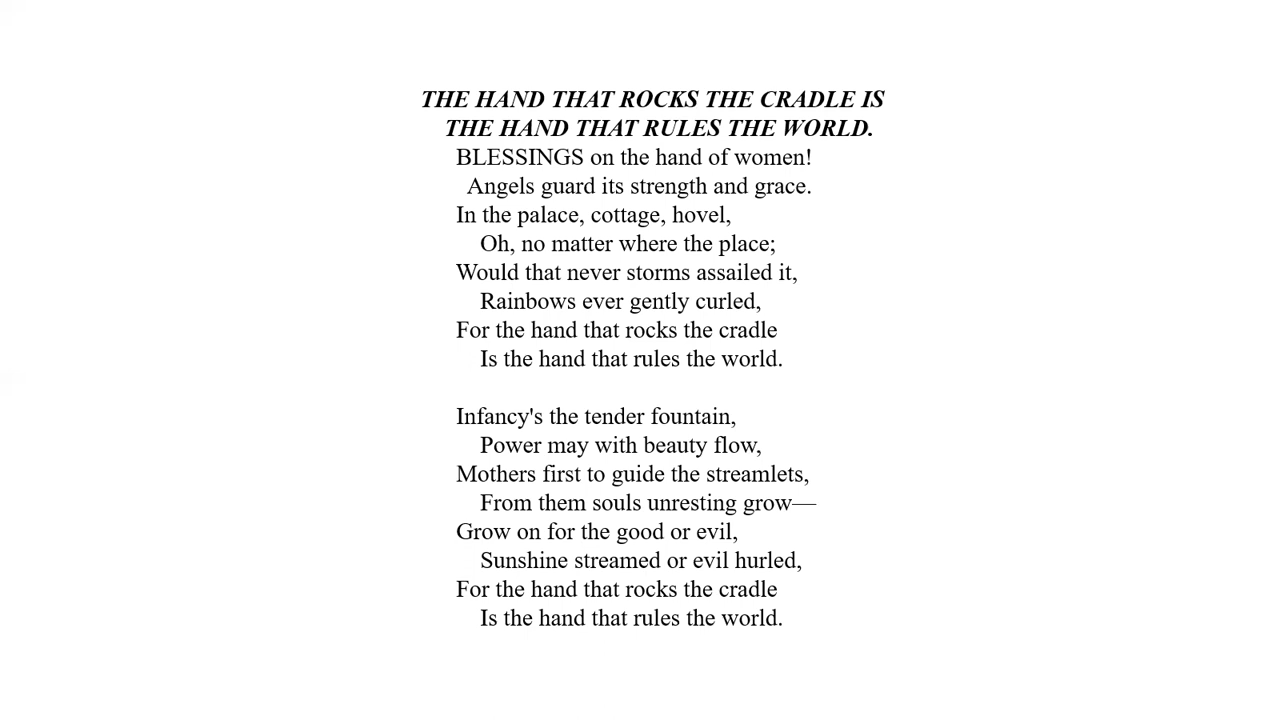 THE HAND THAT ROCKS THE CRADLE IS
THE HAND THAT RULES THE WORLD.
BLESSINGS on the hand of women!
Angels guard its strength and grace.
In the palace, cottage, hovel,
Oh, no matter where the place;
Would that never storms assailed it,
Rainbows ever gently curled,
For the hand that rocks the cradle
Is the hand that rules the world.

Infancy's the tender fountain,
Power may with beauty flow,
Mothers first to guide the streamlets,
From them souls unresting grow—
Grow on for the good or evil,
Sunshine streamed or evil hurled,
For the hand that rocks the cradle
Is the hand that rules the world.